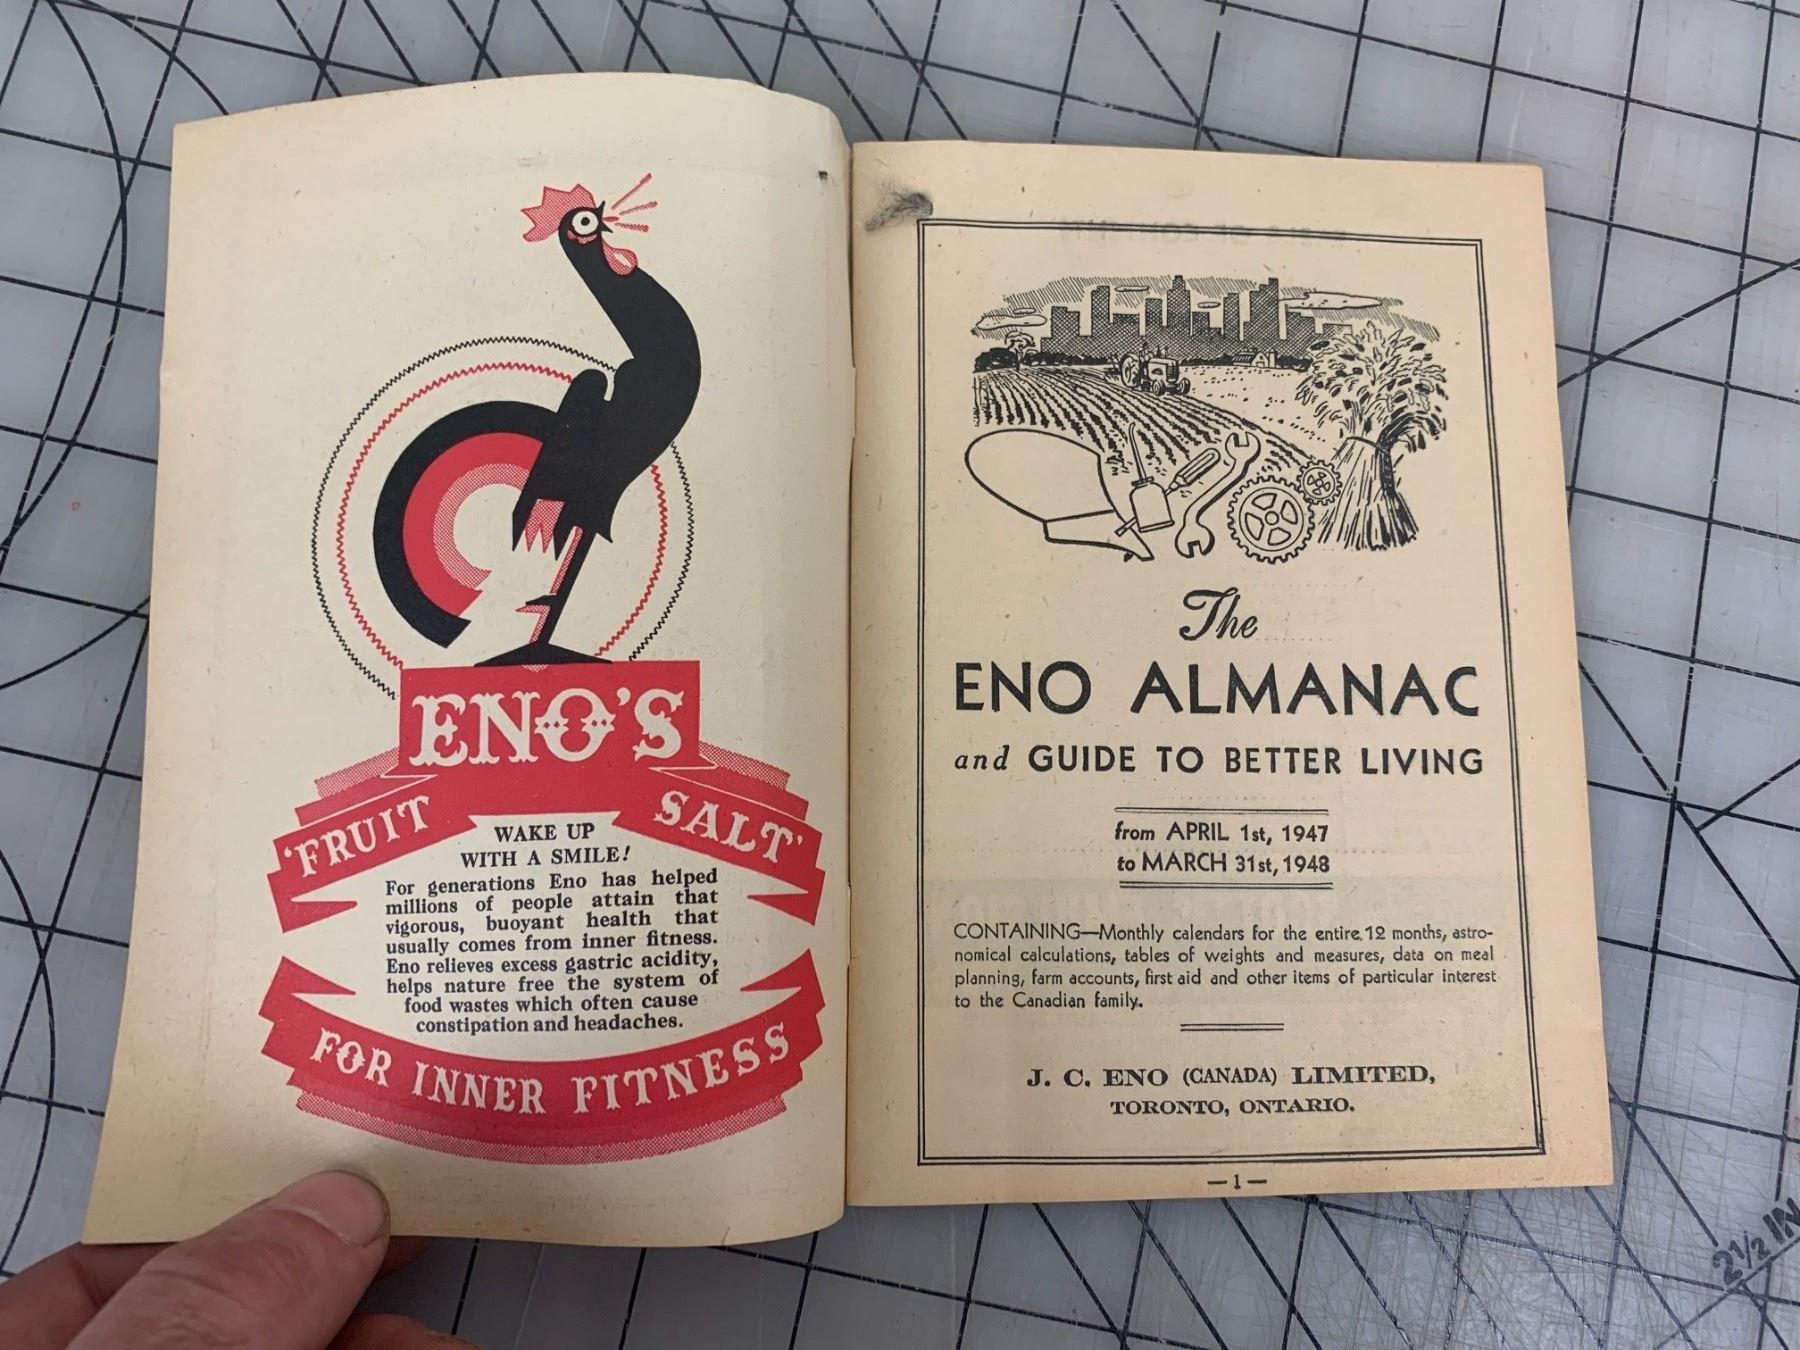 ENO'S
'FRUIT SALT'
WAKE UP
WITH A SMILE!
For generations Eno has helped
millions of people attain that
vigorous, buoyant health that
usually comes from inner fitness.
Eno relieves excess gastric acidity,
helps nature free the system of
food wastes which often cause
constipation and headaches.
FOR INNER FITNESS
The
ENO ALMANAC
and GUIDE TO BETTER LIVING
from APRIL 1st, 1947
to MARCH 31st, 1948
CONTAINING—Monthly calendars for the entire 12 months, astro-
nomical calculations, tables of weights and measures, data on meal
planning, farm accounts, first aid and other items of particular interest
to the Canadian family.
J. C. ENO (CANADA) LIMITED,
TORONTO, ONTARIO.
—1—
2 1/2 IN